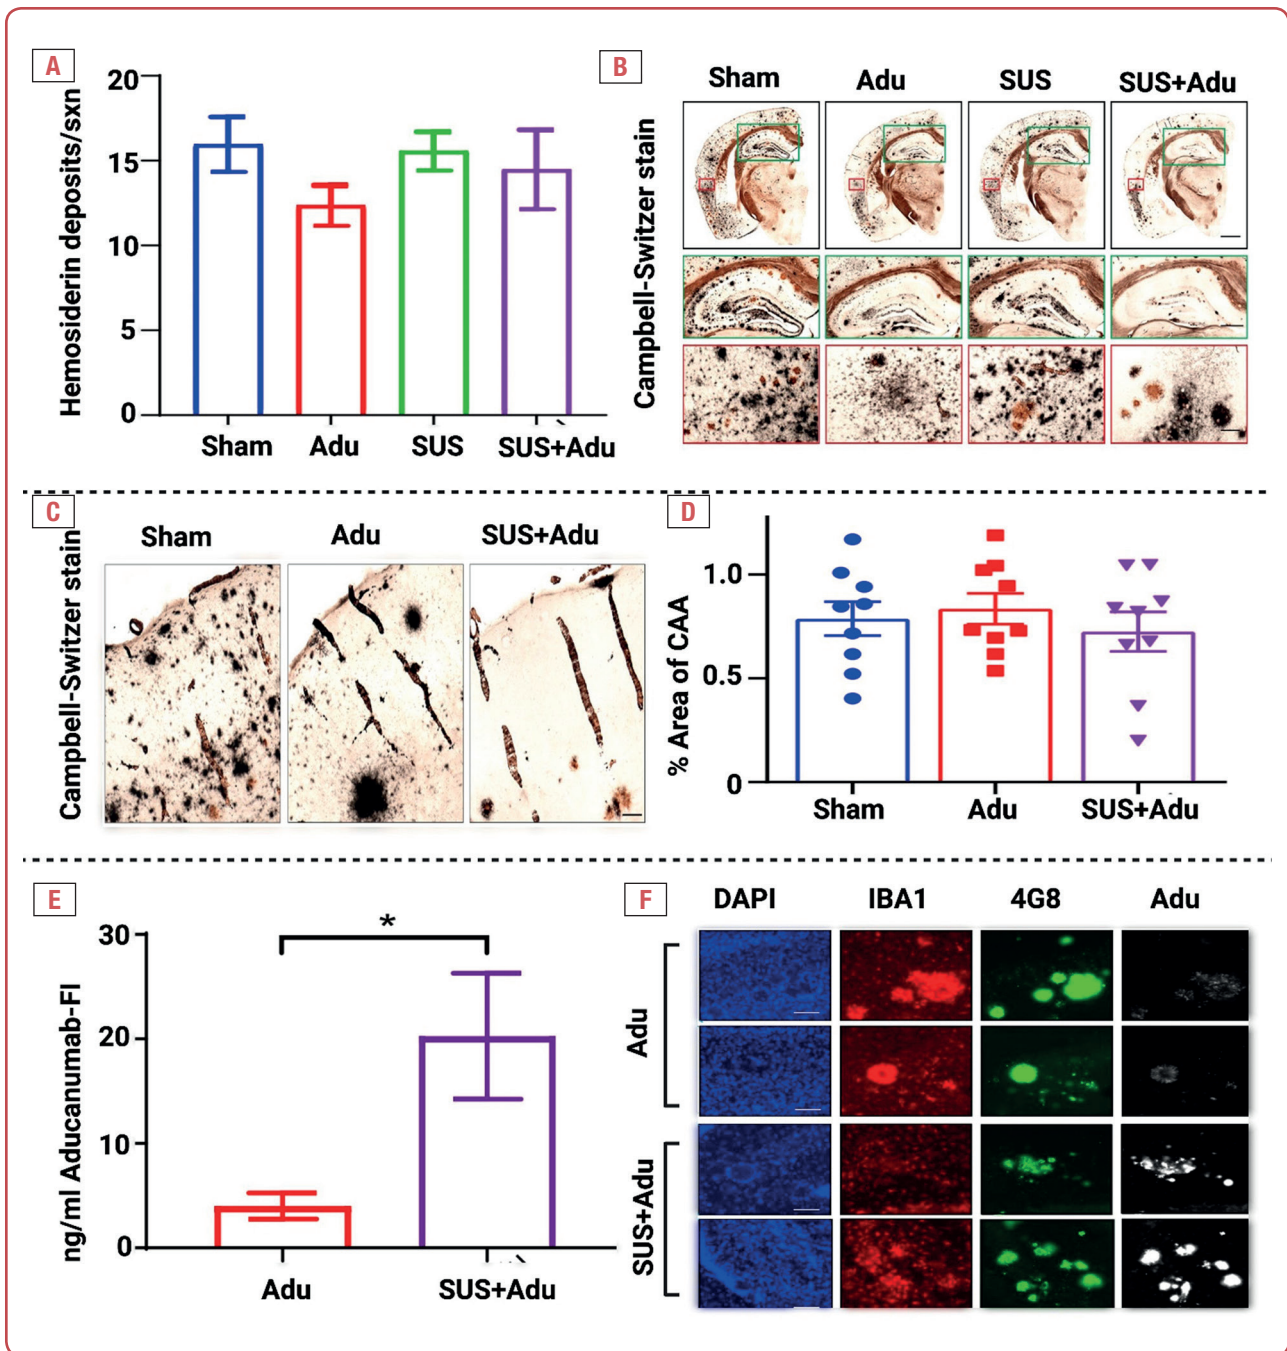 A
Hemosiderin deposits/sxn
20
15
10
5
0
Sham Adu SUS SUS+Adu
B
Campbell-Switzer stain
Sham Adu SUS SUS+Adu
C
Campbell-Switzer stain
Sham Adu SUS+Adu
D
% Area of CAA
1.0
0.5
0
Sham Adu SUS+Adu
E
ng/ml Aducanumab-FI
30
20
10
0
*
Adu SUS+Adu
F
DAPI IBA1 4G8 Adu
Adu
SUS+Adu